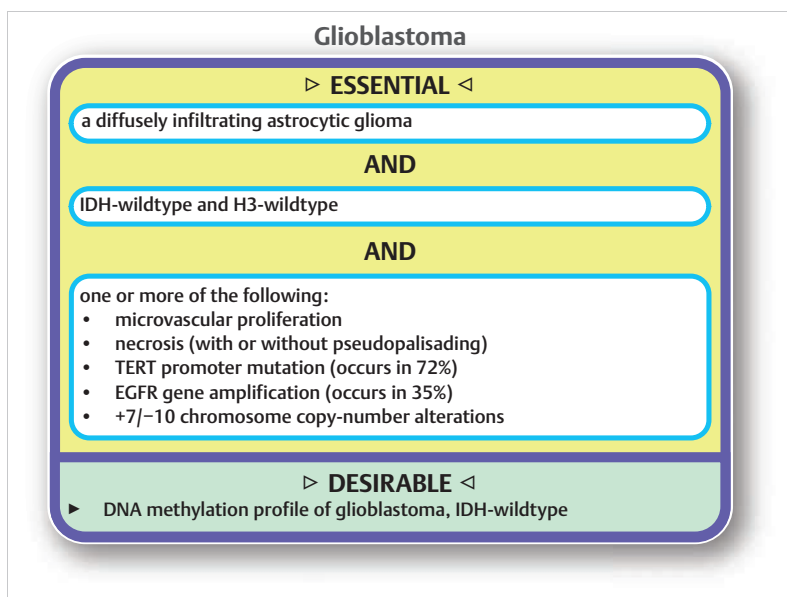 Glioblastoma
▷ ESSENTIAL ◁
a diffusely infiltrating astrocytic glioma
AND
IDH-wildtype and H3-wildtype
AND
one or more of the following:
• microvascular proliferation
• necrosis (with or without pseudopalisading)
• TERT promoter mutation (occurs in 72%)
• EGFR gene amplification (occurs in 35%)
• +7/−10 chromosome copy-number alterations
▷ DESIRABLE ◁
► DNA methylation profile of glioblastoma, IDH-wildtype